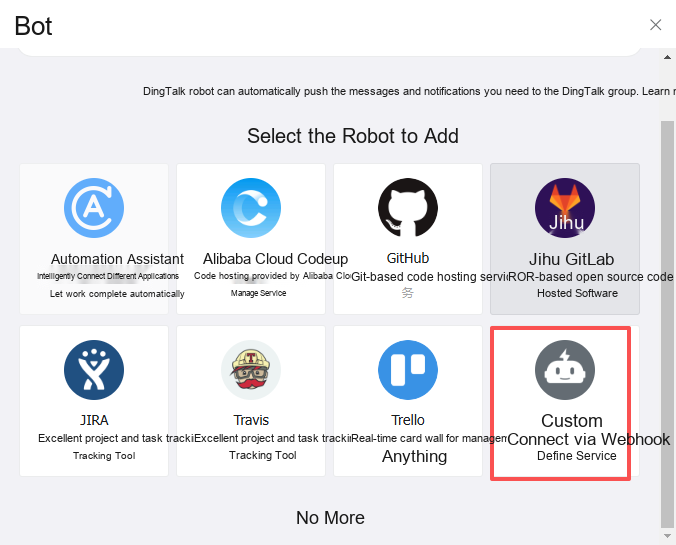 Bot
DingTalk robot can automatically push the messages and notifications you need to the DingTalk group. Learn
Select the Robot to Add
Automation Assistant
Intelligently Connect Different Applications
Let work complete automatically
Alibaba Cloud Codeup
Code hosting provided by Alibaba Clo
Manage Service
GitHub
Git-based code hosting servi
务
Jihu
Jihu GitLab
ROR-based open source code
Hosted Software
JIRA
Excellent project and task tracki
Tracking Tool
T
Travis
Excellent project and task tracki
Tracking Tool
Trello
Real-time card wall for managem
Anything
Custom
Connect via Webhook
Define Service
No More